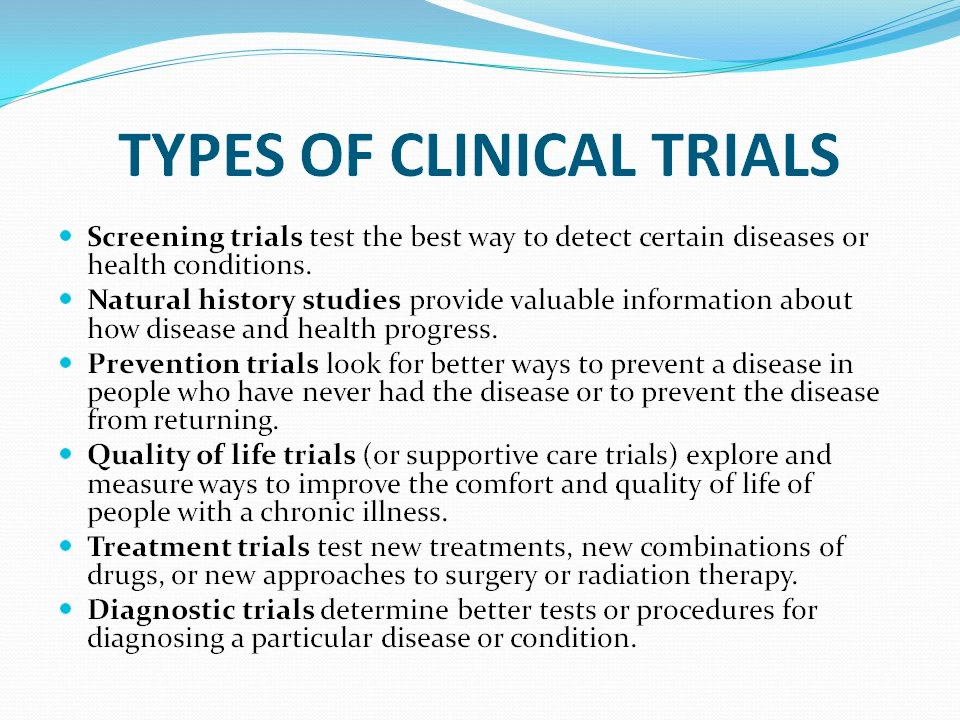 TYPES OF CLINICAL TRIALS
Screening trials test the best way to detect certain diseases or
health conditions.
Natural history studies provide valuable information about
how disease and health progress.
Prevention trials look for better ways to prevent a disease in
people who have never had the disease or to prevent the disease
from returning.
Quality of life trials (or supportive care trials) explore and
measure ways to improve the comfort and quality of life of
people with a chronic illness.
Treatment trials test new treatments, new combinations of
drugs, or new approaches to surgery or radiation therapy.
Diagnostic trials determine better tests or procedures for
diagnosing a particular disease or condition.